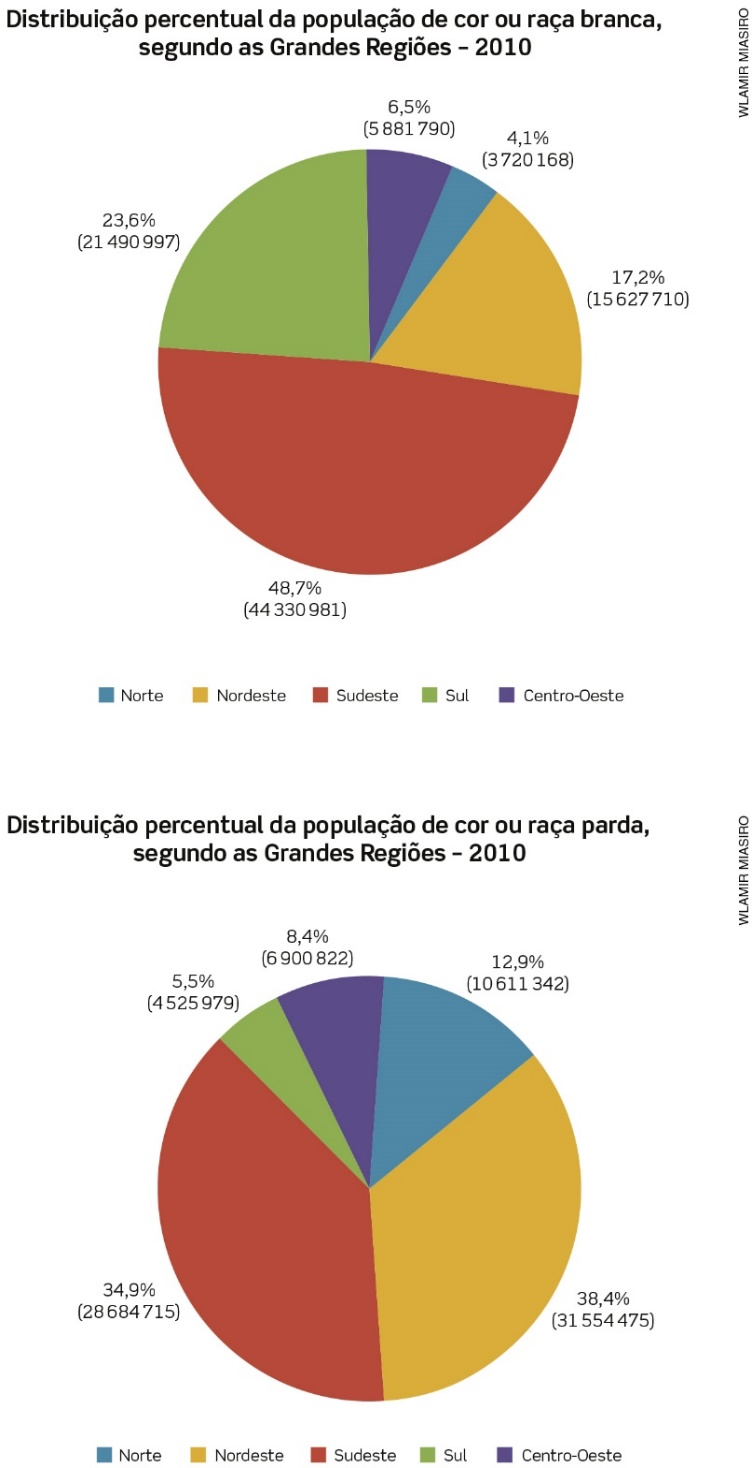 Distribuição percentual da população de cor ou raça branca,
segundo as Grandes Regiões – 2010
WLAMIR MIASIRO
6,5%
(5 881 790)
4,1%
(3 720 168)
23,6%
(21 490 997)
17,2%
(15 627 710)
48,7%
(44 330 981)
Norte Nordeste Sudeste Sul Centro-Oeste
Distribuição percentual da população de cor ou raça parda,
segundo as Grandes Regiões – 2010
WLAMIR MIASIRO
8,4%
(6 900 822)
12,9%
(10 611 342)
5,5%
(4 525 979)
34,9%
(28 684 715)
38,4%
(31 554 475)
Norte Nordeste Sudeste Sul Centro-Oeste